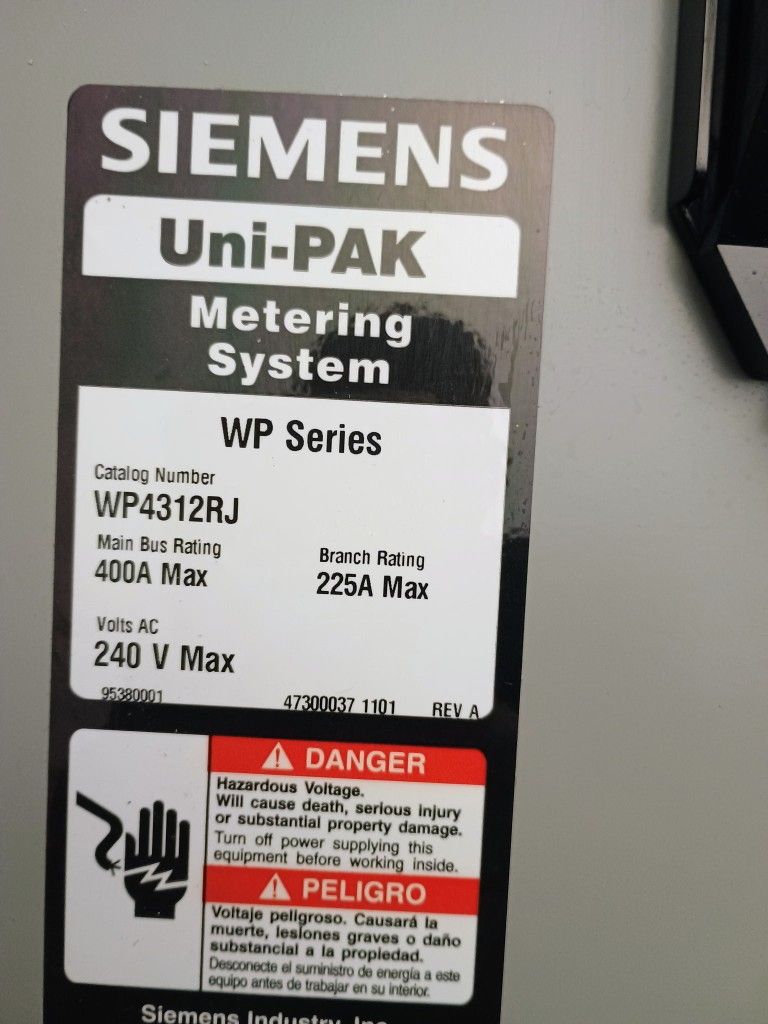 SIEMENS
Uni-PAK
Metering
System
WP Series
Catalog Number
WP4312RJ
Main Bus Rating
400A Max
Branch Rating
225A Max
Volts AC
240 V Max
95380001
47300037 1101
REV A
DANGER
Hazardous Voltage.
Will cause death, serious injury
or substantial property damage.
Turn off power supplying this
equipment before working inside.
PELIGRO
Voltaje peligroso. Causará la
muerte, lesiones graves o daño
substancial a la propiedad.
Desconecte el suministro de energía a este
equipo antes de trabajar en su interior.
Siemens Industry, Inc.